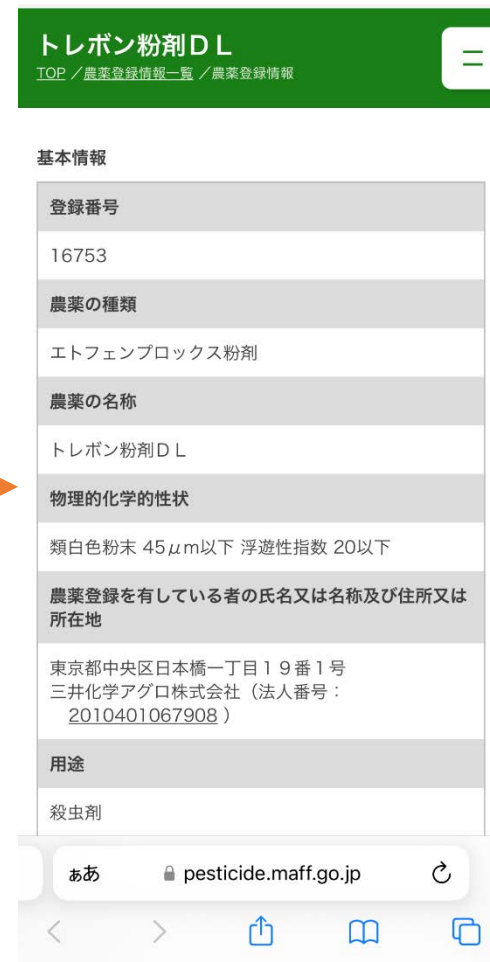 トレボン粉剤ＤＬ
TOP ／農薬登録情報一覧 ／農薬登録情報
基本情報
登録番号
16753
農薬の種類
エトフェンプロックス粉剤
農薬の名称
トレボン粉剤ＤＬ
物理的化学的性状
類白色粉末 45μm以下 浮遊性指数 20以下
農薬登録を有している者の氏名又は名称及び住所又は
所在地
東京都中央区日本橋一丁目１９番１号
三井化学アグロ株式会社（法人番号：
2010401067908 ）
用途
殺虫剤
ぁあ pesticide.maff.go.jp